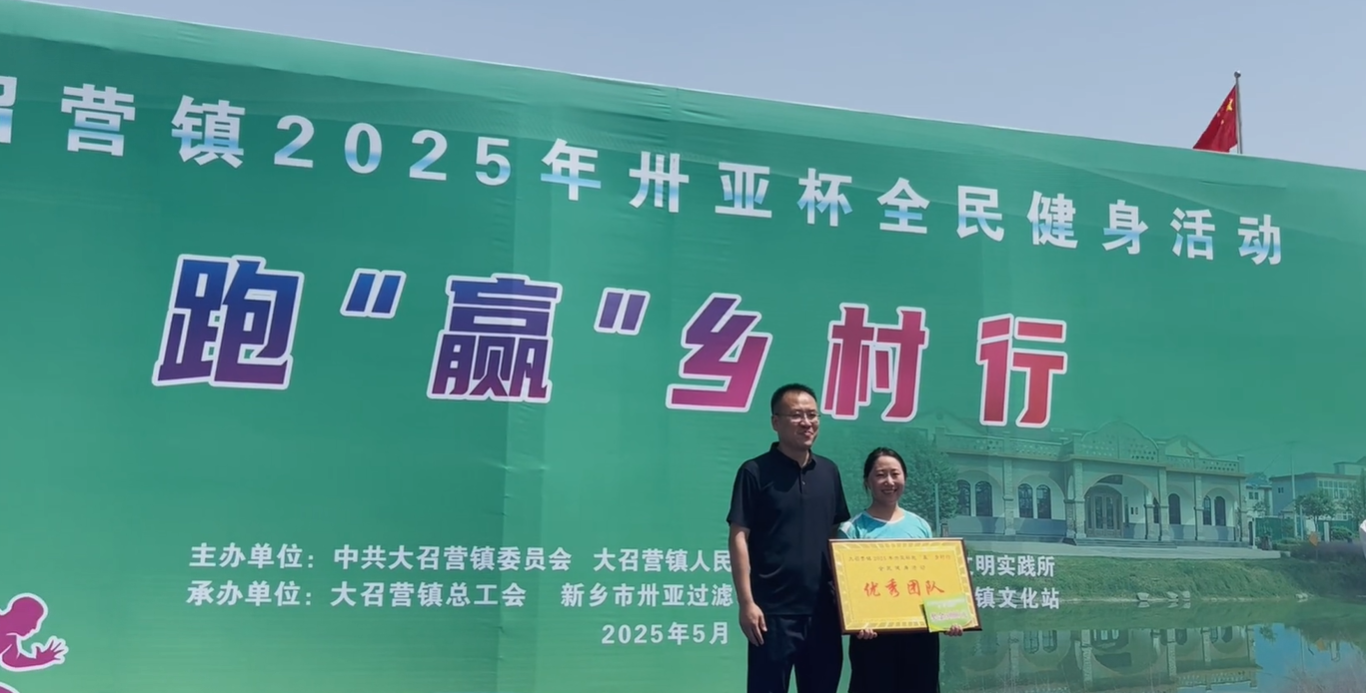 召营镇2025年卅亚杯全民健身活动
跑“赢”乡村行
主办单位：中共大召营镇委员会 大召营镇人民 文明实践所
承办单位：大召营镇总工会 新乡市卅亚过滤 镇文化站
2025年5月
优秀团队